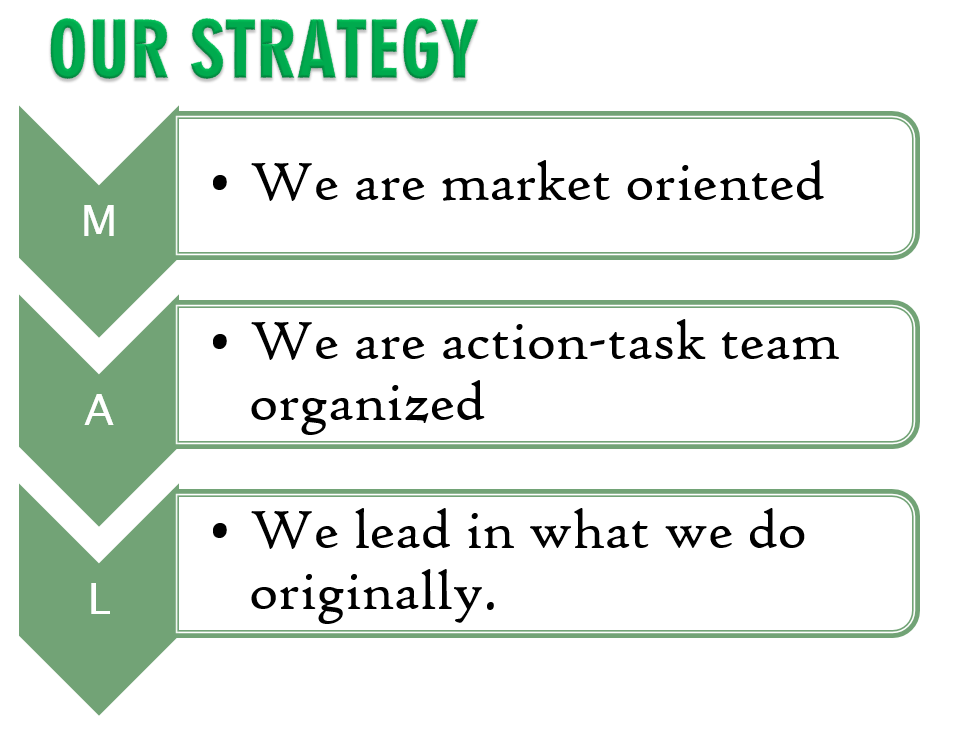 OUR STRATEGY
M
• We are market oriented
A
• We are action-task team
organized
L
• We lead in what we do
originally.